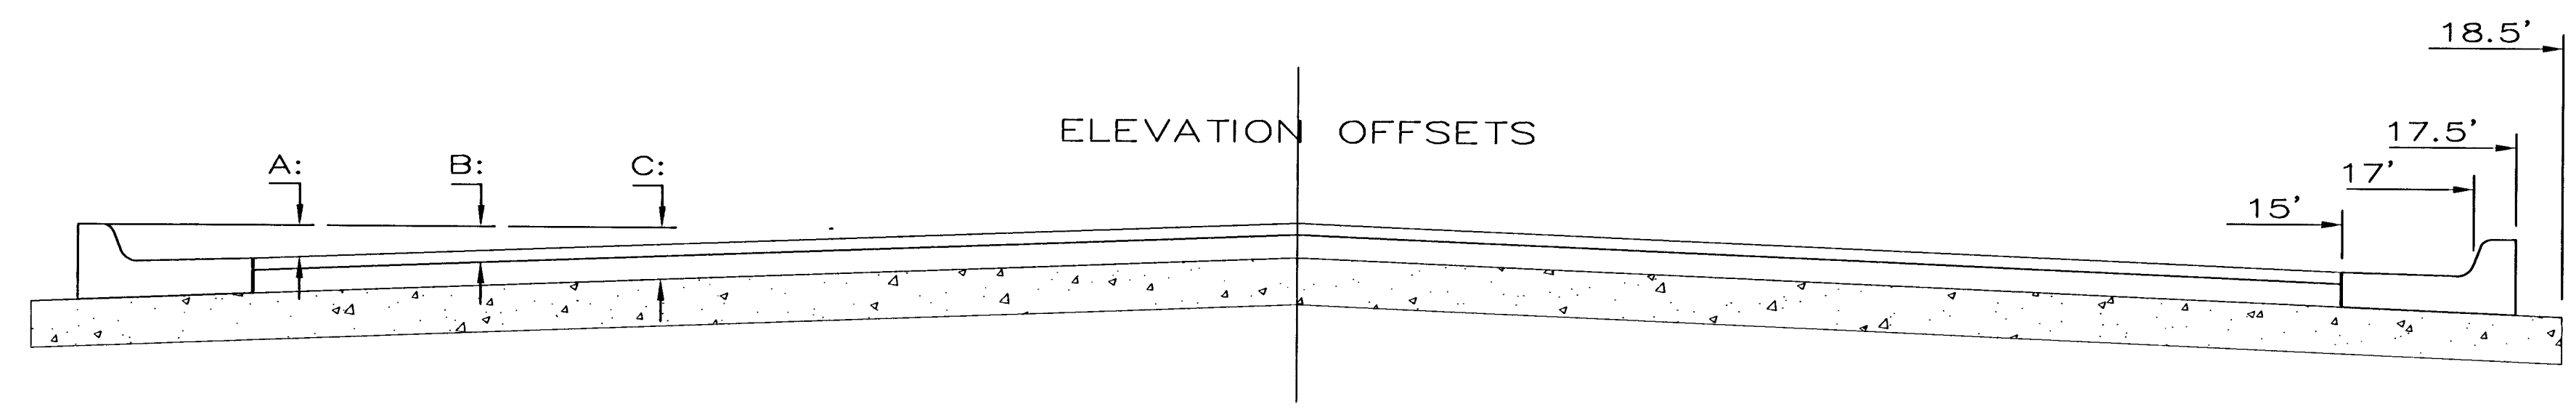 18.5'
ELEVATION OFFSETS
17.5'
A:
B:
C:
17'
15'